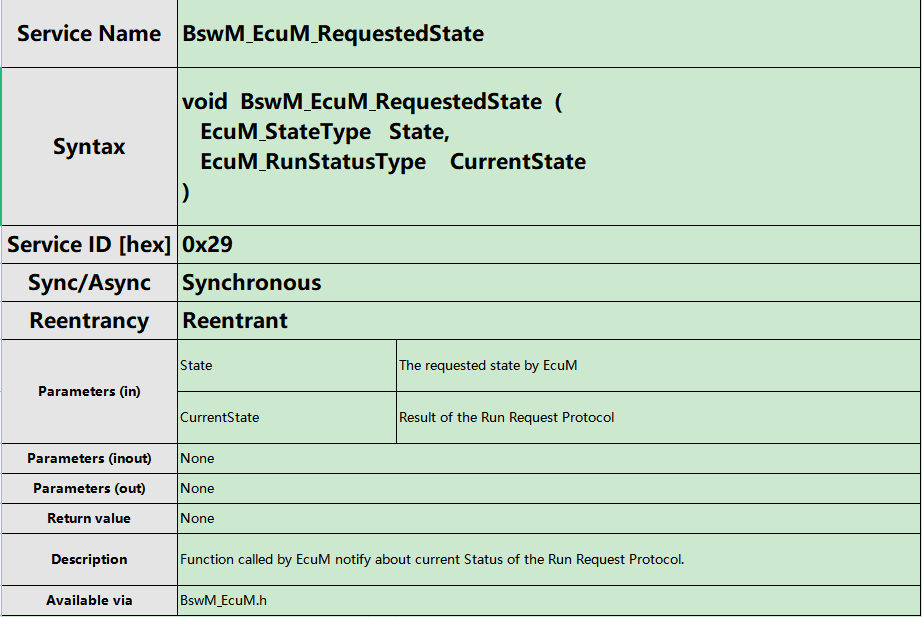 Service Name BswM_EcuM_RequestedState
Syntax void BswM_EcuM_RequestedState (
EcuM_StateType State,
EcuM_RunStatusType CurrentState
)
Service ID [hex] 0x29
Sync/Async Synchronous
Reentrancy Reentrant
Parameters (in) State The requested state by EcuM
CurrentState Result of the Run Request Protocol
Parameters (inout) None
Parameters (out) None
Return value None
Description Function called by EcuM notify about current Status of the Run Request Protocol.
Available via BswM_EcuM.h